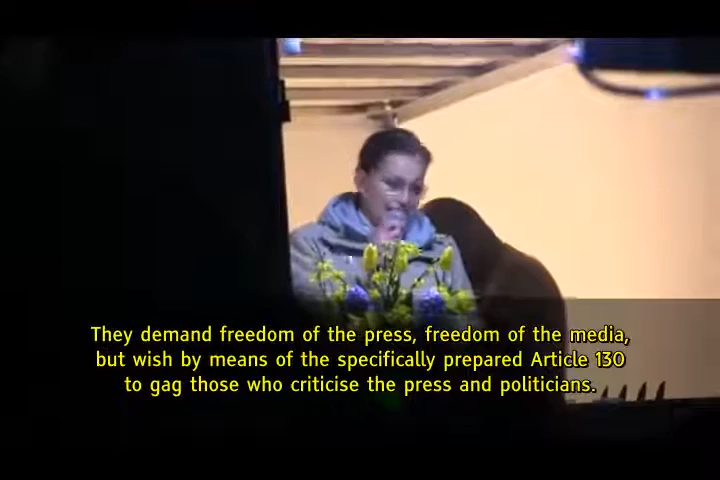 They demand freedom of the press, freedom of the media,
but wish by means of the specifically prepared Article 130
to gag those who criticise the press and politicians.